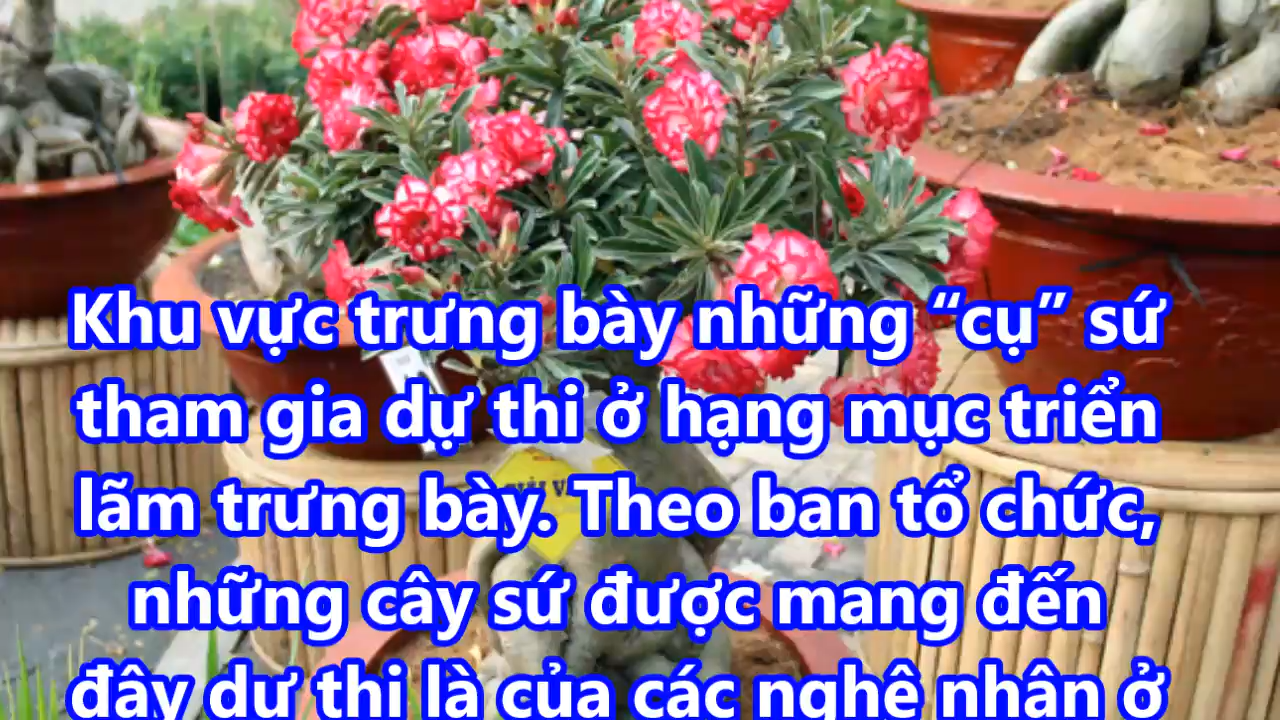 Khu vực trưng bày những “cụ” sứ
tham gia dự thi ở hạng mục triển
lãm trưng bày. Theo ban tổ chức,
những cây sứ được mang đến
đây dự thi là của các nghệ nhân ở